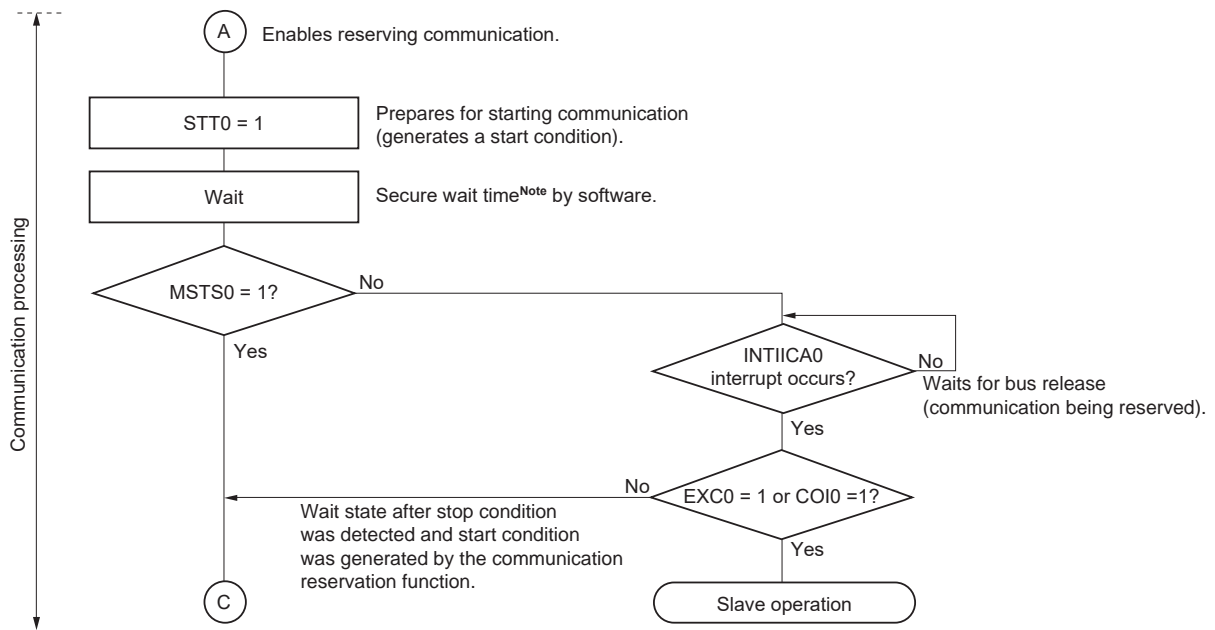 A
Enables reserving communication.
STT0 = 1
Prepares for starting communication
(generates a start condition).
Wait
Secure wait timeNote by software.
Communication processing
MSTS0 = 1?
No
Yes
INTIICA0
interrupt occurs?
No
Waits for bus release
(communication being reserved).
Yes
EXC0 = 1 or COI0 =1?
No
Wait state after stop condition
was detected and start condition
was generated by the communication
reservation function.
Yes
C
Slave operation